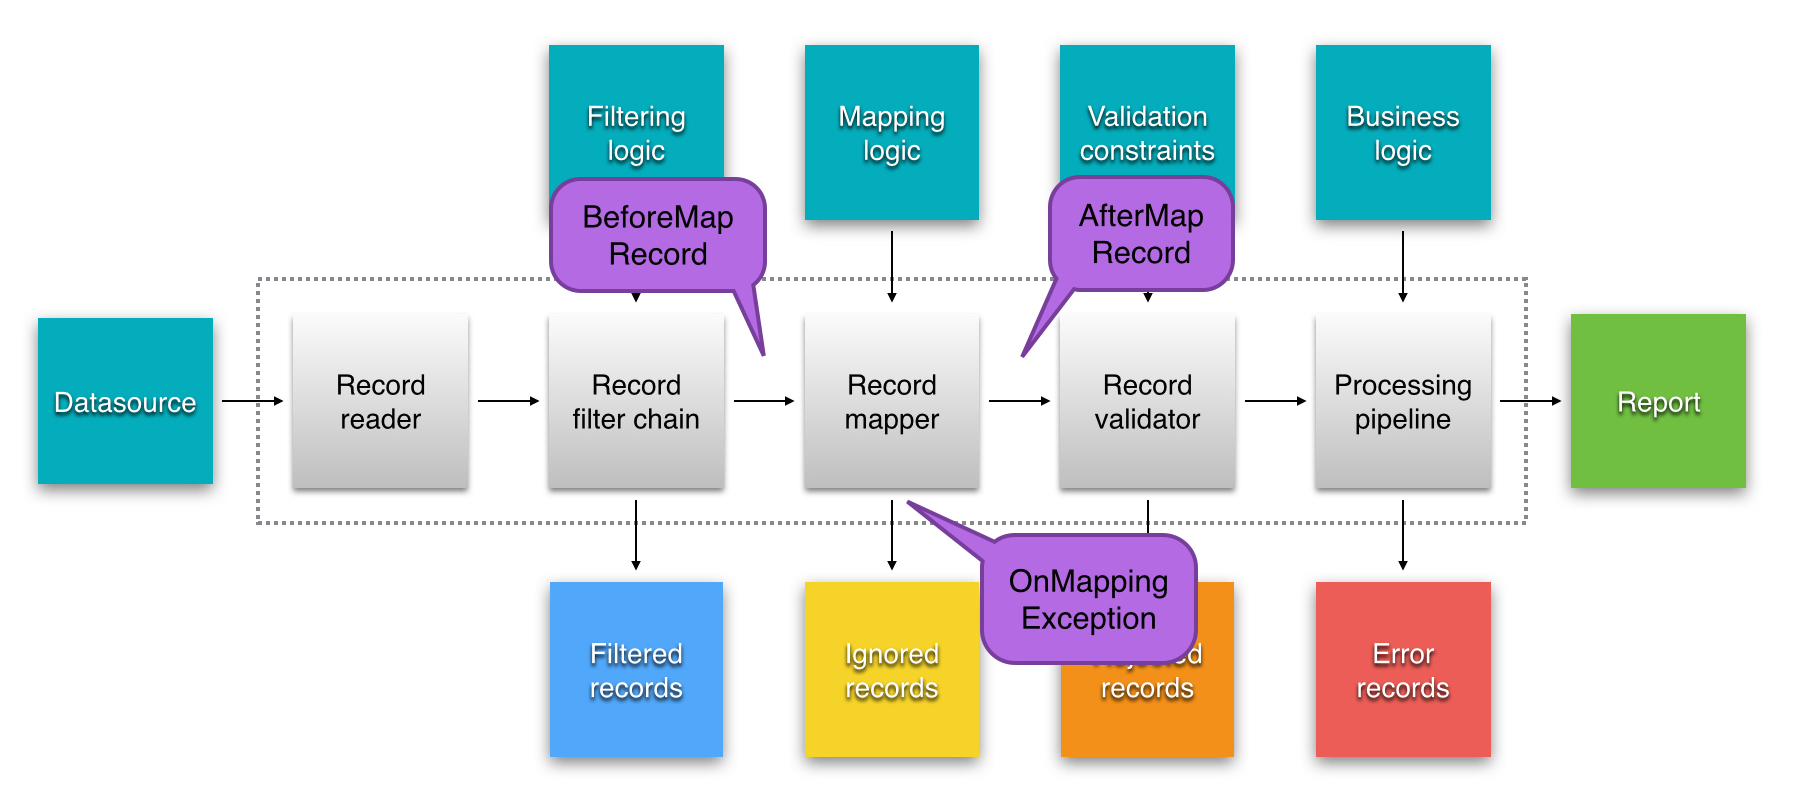 Filtering
logic
Mapping
logic
Validation
constraints
Business
logic
BeforeMap
Record
AfterMap
Record
Datasource
Record
reader
Record
filter chain
Record
mapper
Record
validator
Processing
pipeline
Report
OnMapping
Exception
Filtered
records
Ignored
records
records
Error
records